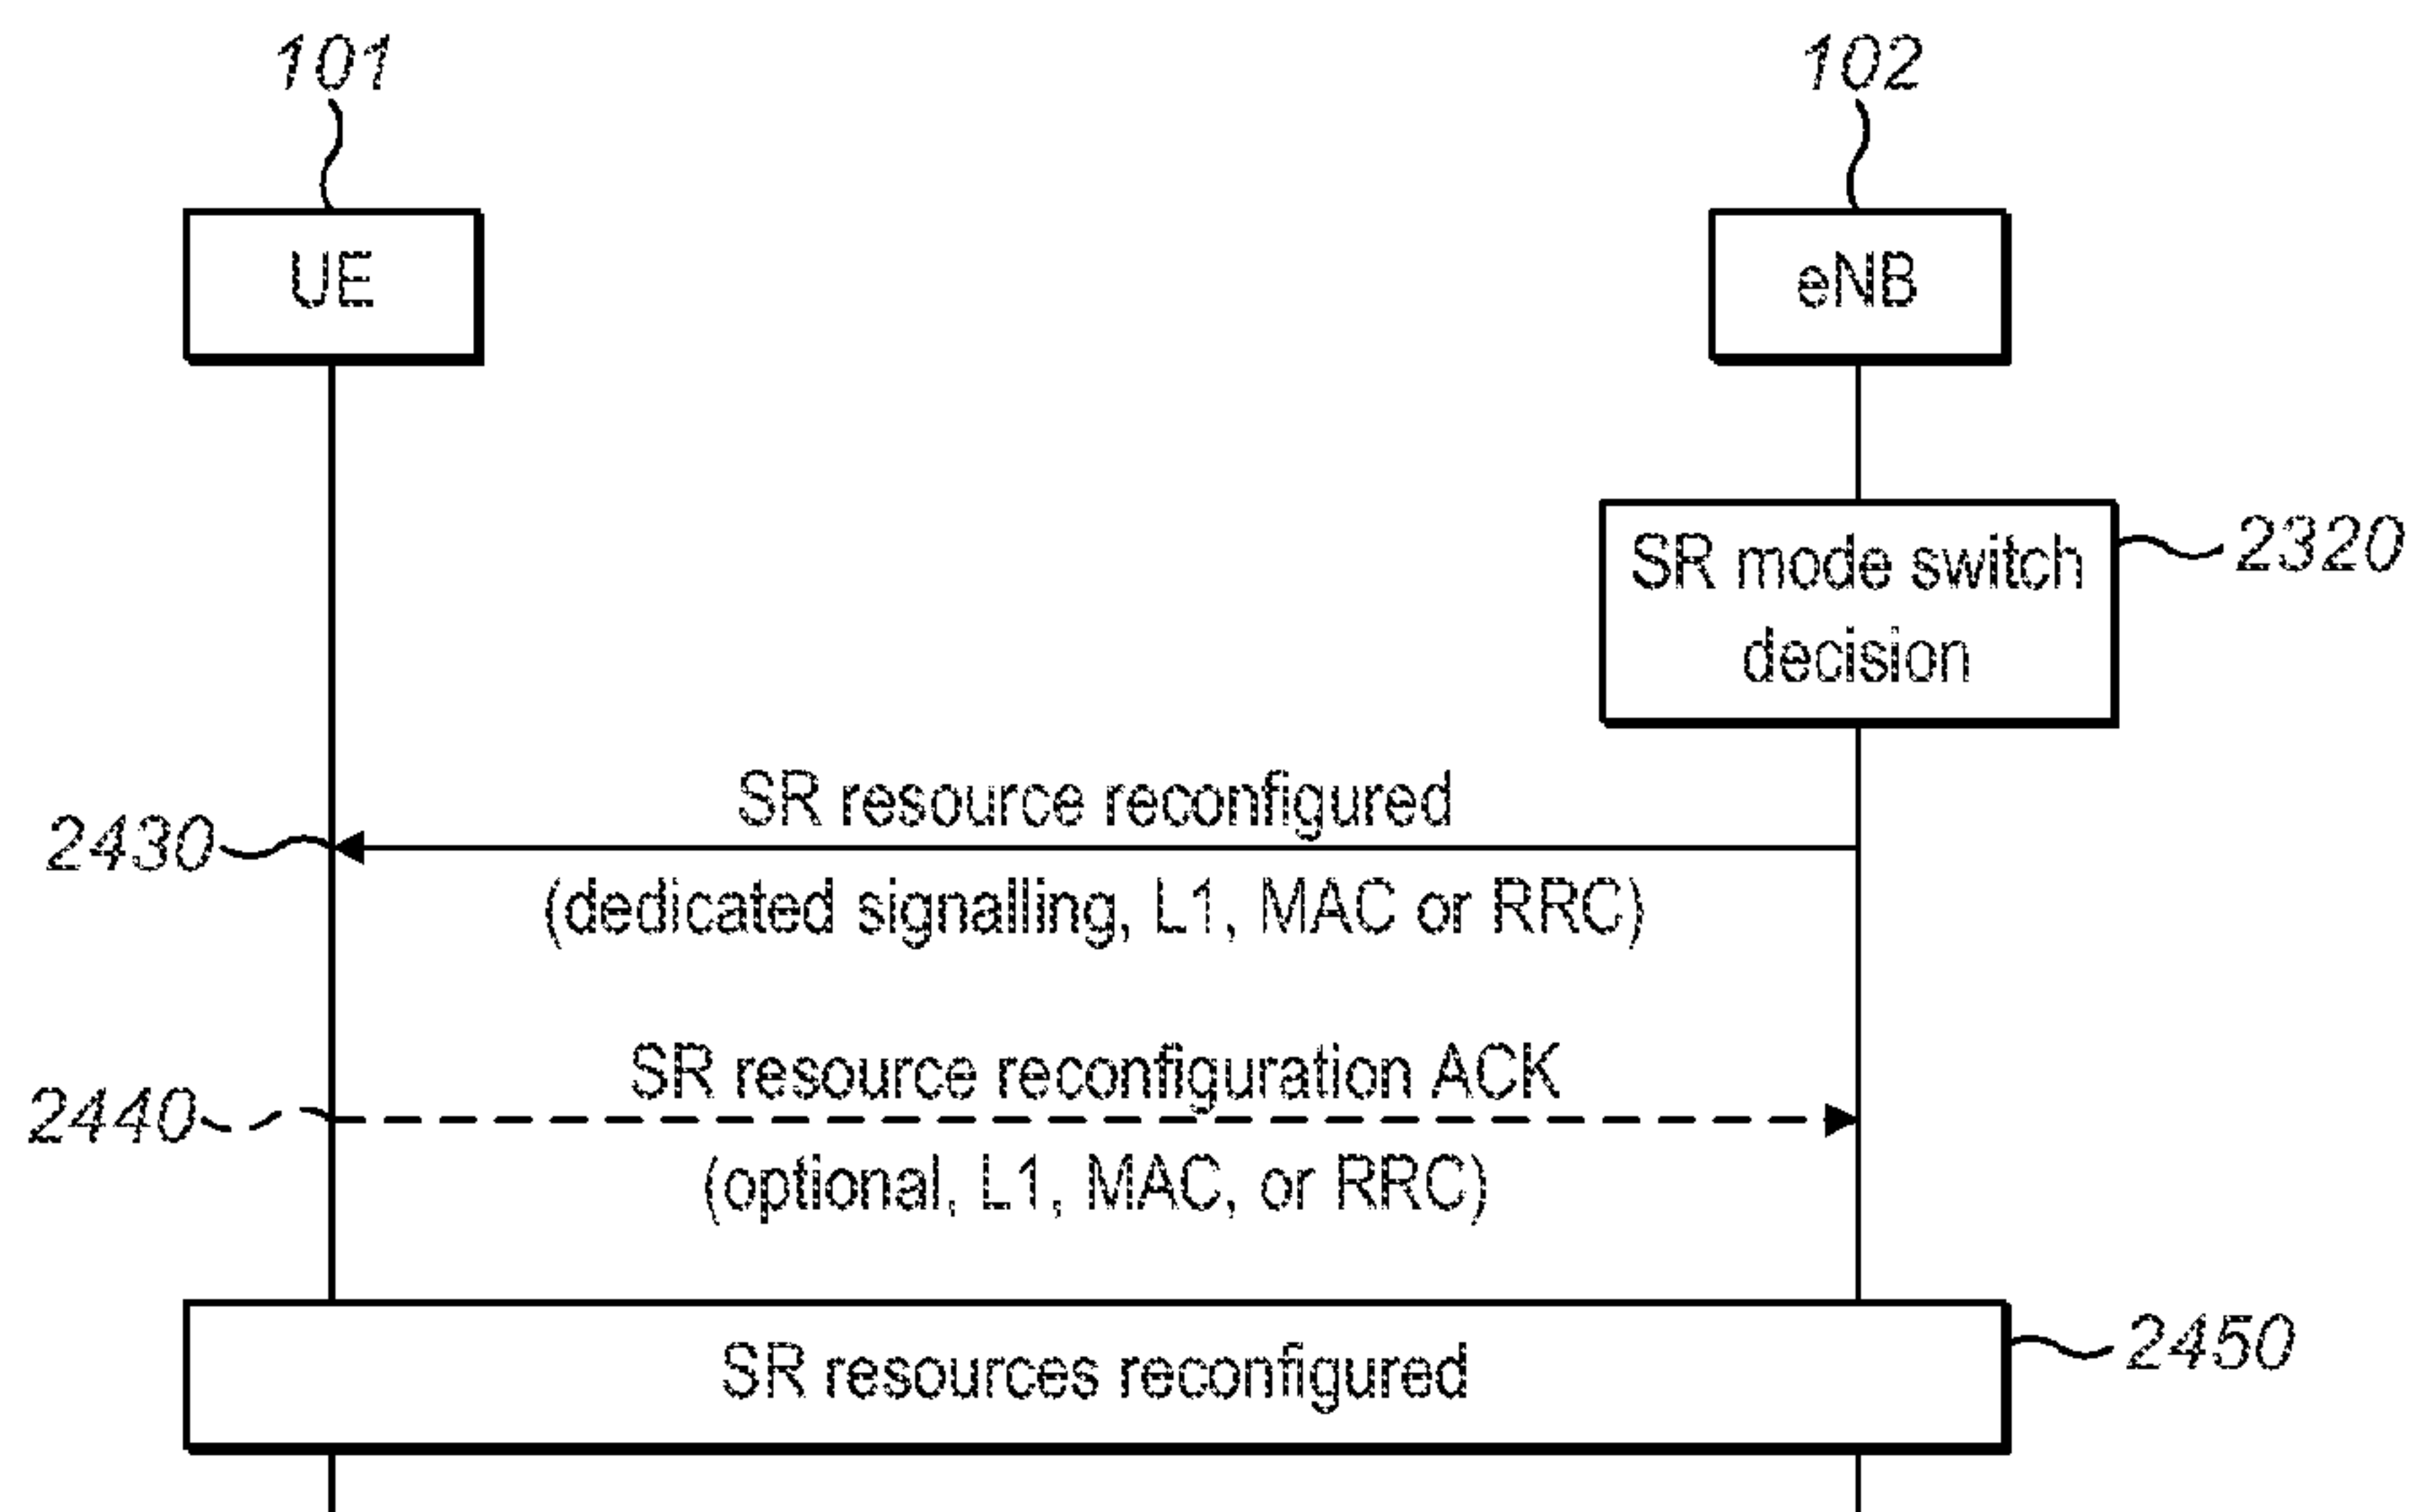 101
102
UE
eNB
SR mode switch
decision
2320
SR resource reconfigured
2430
(dedicated signalling, L1, MAC or RRC)
SR resource reconfiguration ACK
2440
(optional, L1, MAC, or RRC)
SR resources reconfigured
2450